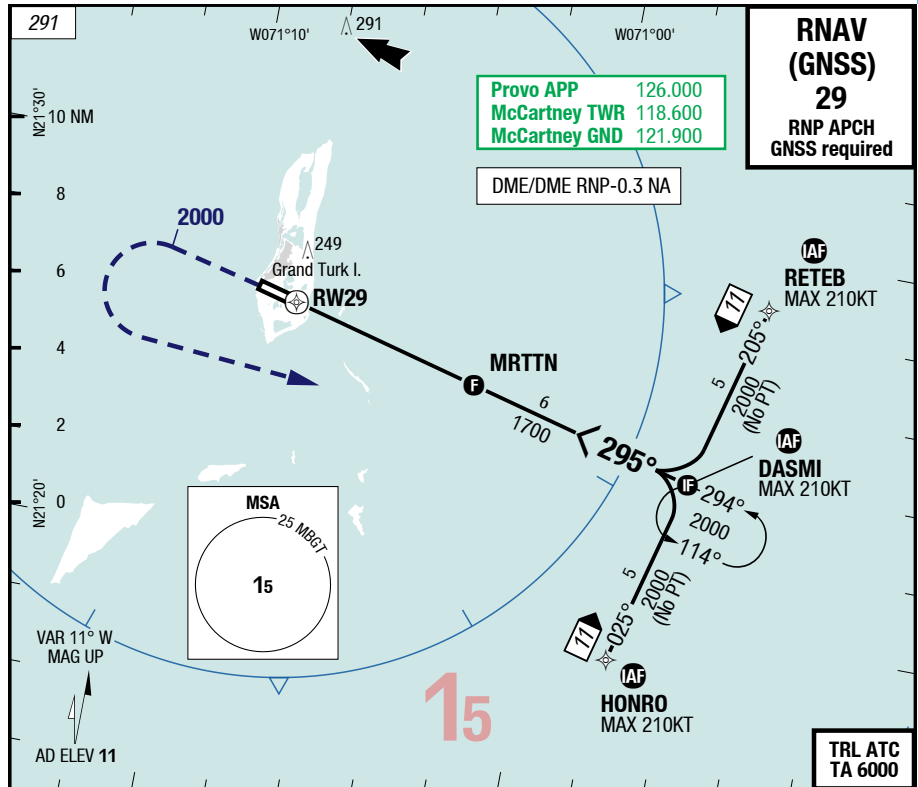 291
W071°10'
291
W071°00'
RNAV
(GNSS)
29
RNP APCH
GNSS required
N21°30'
10 NM
Provo APP 126.000
McCartney TWR 118.600
McCartney GND 121.900
DME/DME RNP-0.3 NA
8
2000
249
Grand Turk I.
6
RW29
IAF
RETEB
MAX 210KT
11
205°
5
2000
(No PT)
4
MRTTN
F
6
1700
2
295°
IAF
DASMI
MAX 210KT
IF
294°
2000
114°
N21°20'
0
MSA
25 MBGT
15
5
2000
(No PT)
025°
11
IAF
HONRO
MAX 210KT
VAR 11° W
MAG UP
15
AD ELEV 11
TRL ATC
TA 6000